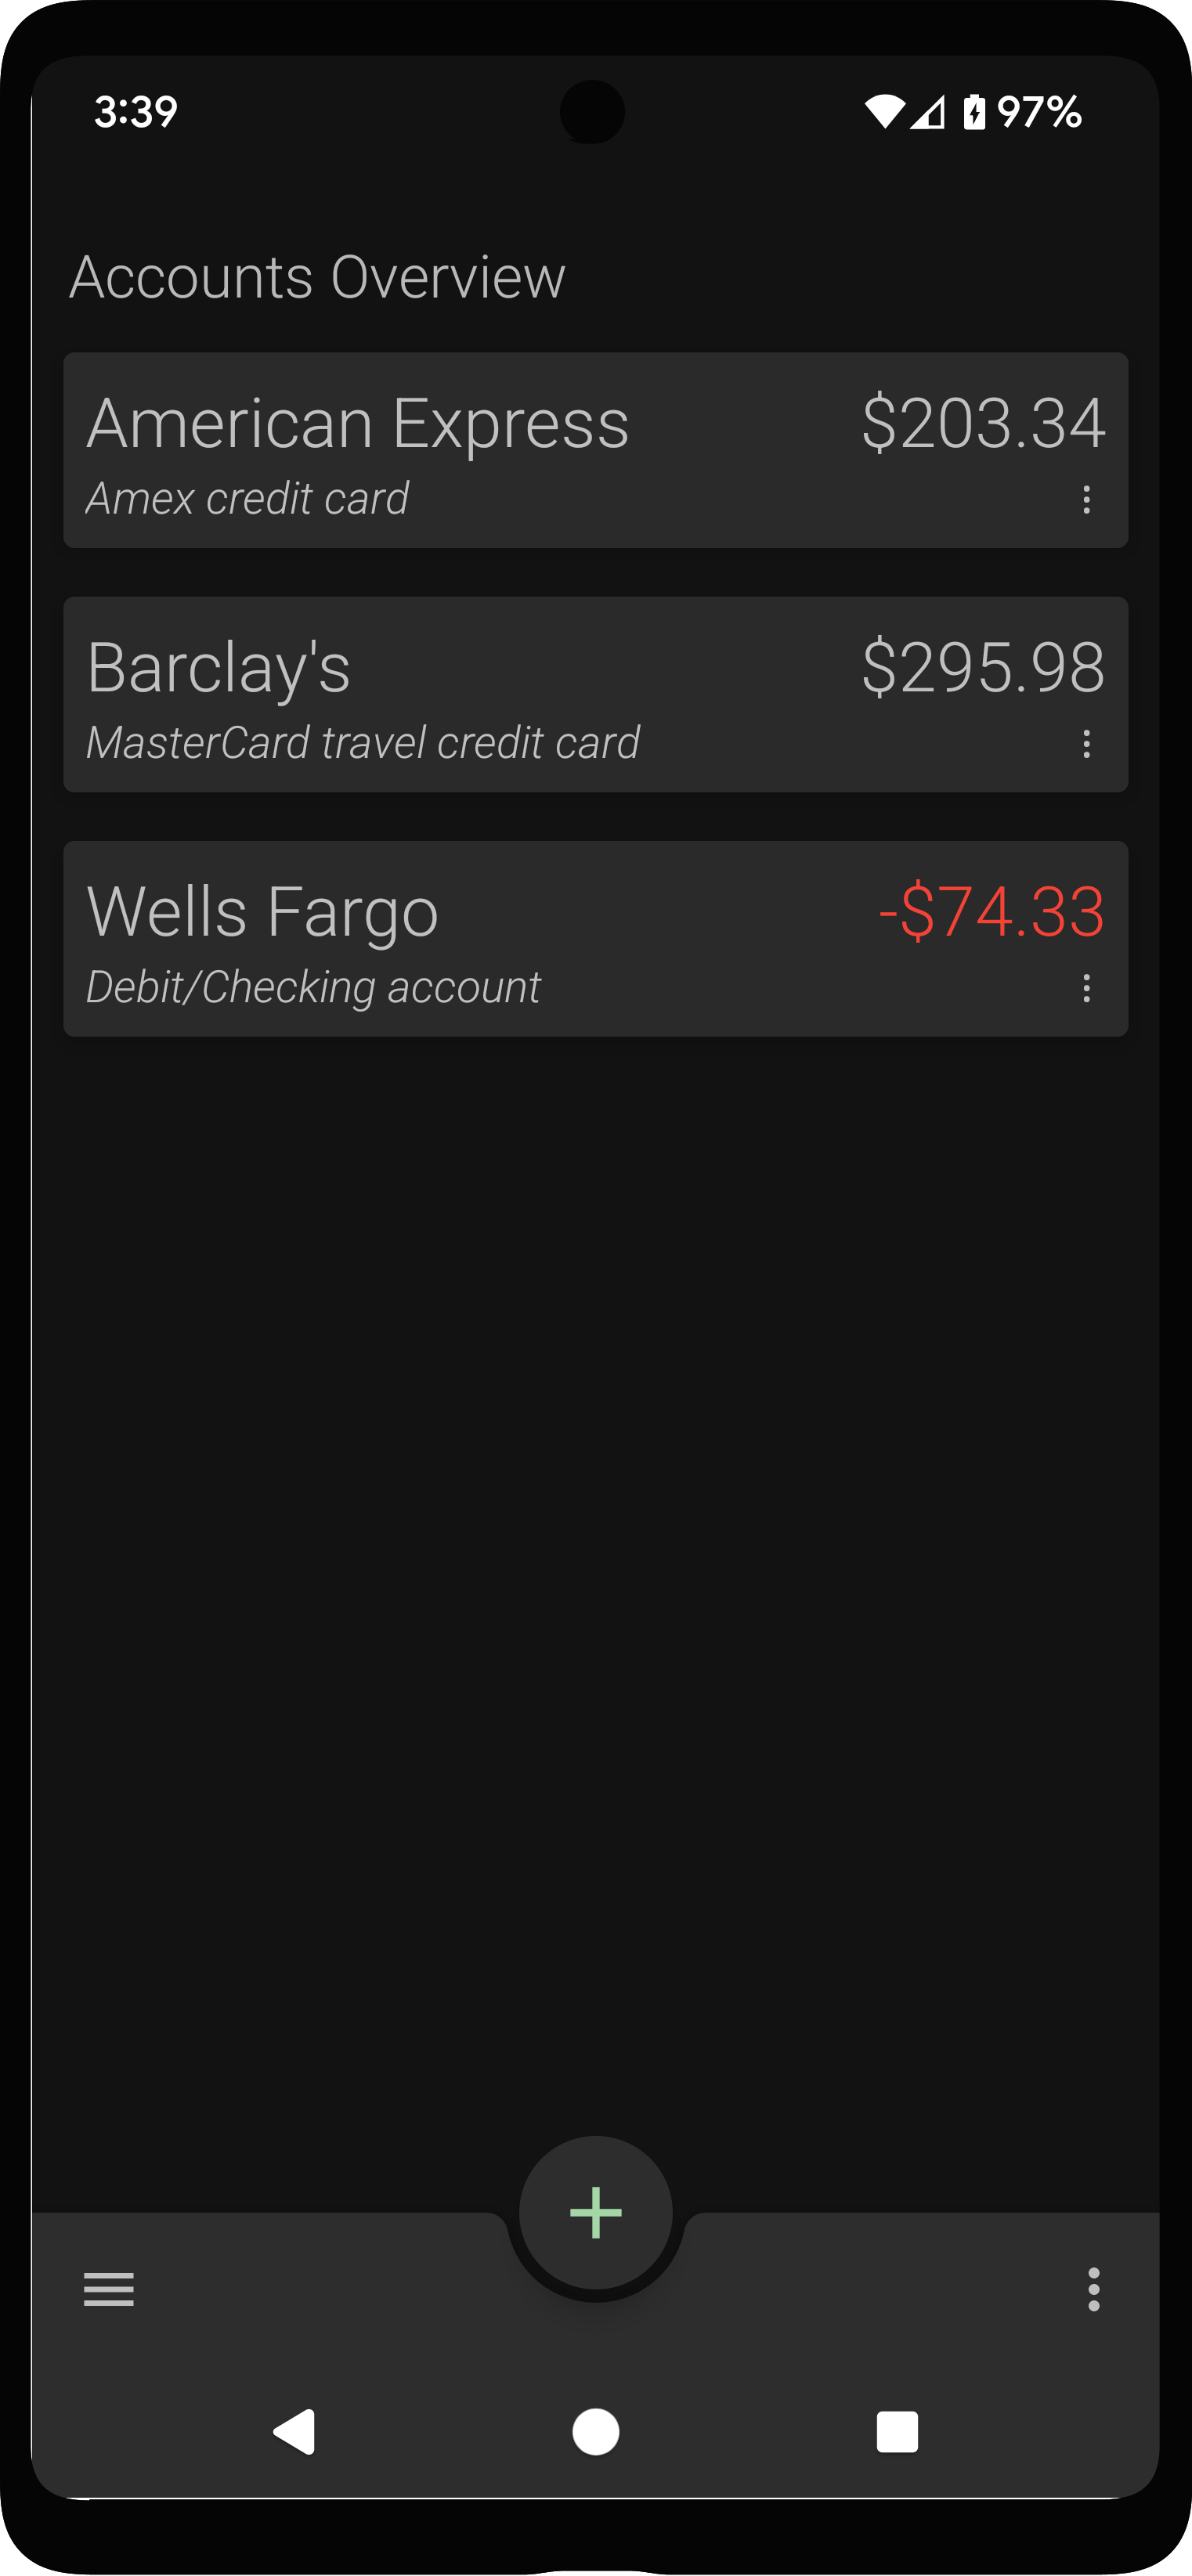 3:39 97%
Accounts Overview
American Express $203.34
Amex credit card
Barclay's $295.98
MasterCard travel credit card
Wells Fargo -$74.33
Debit/Checking account